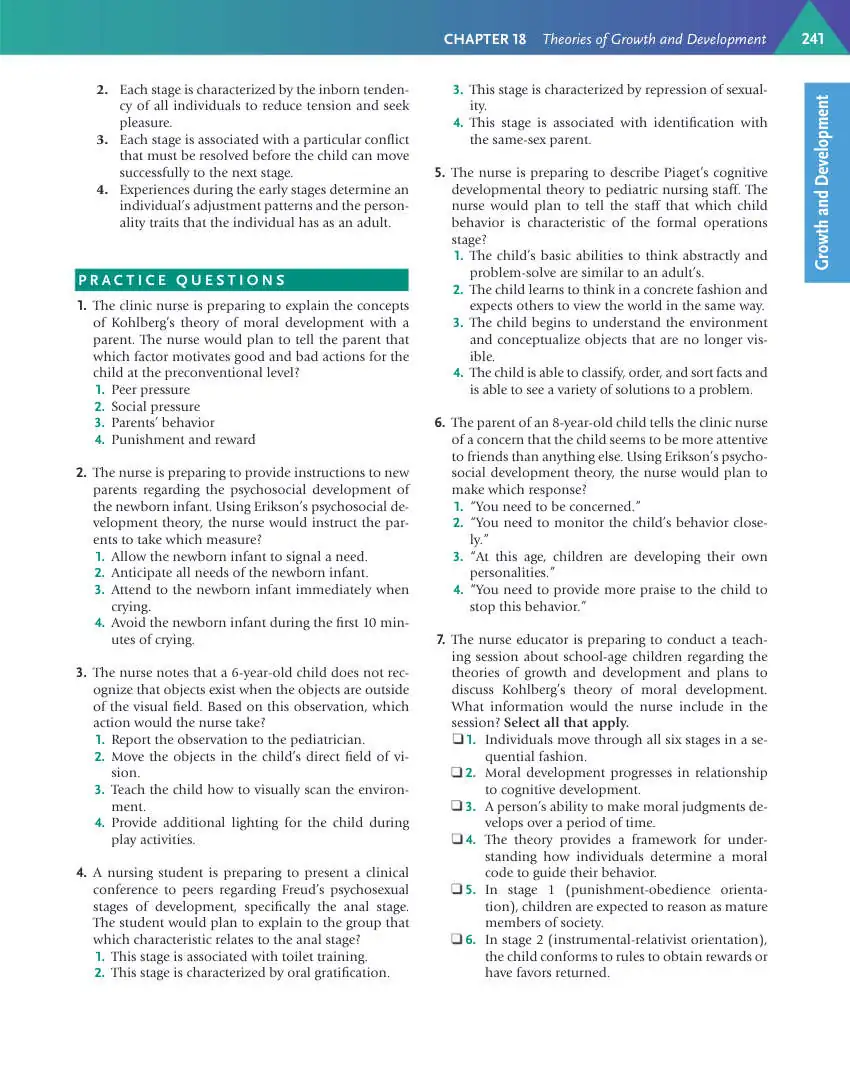 CHAPTER 18 Theories of Growth and Development 241
2. Each stage is characterized by the inborn tenden-
cy of all individuals to reduce tension and seek
pleasure.
3. Each stage is associated with a particular conflict
that must be resolved before the child can move
successfully to the next stage.
4. Experiences during the early stages determine an
individual's adjustment patterns and the person-
ality traits that the individual has as an adult.
PRACTICE QUESTIONS
1. The clinic nurse is preparing to explain the concepts
of Kohlberg's theory of moral development with a
parent. The nurse would plan to tell the parent that
which factor motivates good and bad actions for the
child at the preconventional level?
1. Peer pressure
2. Social pressure
3. Parents' behavior
4. Punishment and reward
2. The nurse is preparing to provide instructions to new
parents regarding the psychosocial development of
the newborn infant. Using Erikson's psychosocial de-
velopment theory, the nurse would instruct the par-
ents to take which measure?
1. Allow the newborn infant to signal a need.
2. Anticipate all needs of the newborn infant.
3. Attend to the newborn infant immediately when
crying.
4. Avoid the newborn infant during the first 10 min-
utes of crying.
3. The nurse notes that a 6-year-old child does not rec-
ognize that objects exist when the objects are outside
of the visual field. Based on this observation, which
action would the nurse take?
1. Report the observation to the pediatrician.
2. Move the objects in the child's direct field of vi-
sion.
3. Teach the child how to visually scan the environ-
ment.
4. Provide additional lighting for the child during
play activities.
4. A nursing student is preparing to present a clinical
conference to peers regarding Freud's psychosexual
stages of development, specifically the anal stage.
The student would plan to explain to the group that
which characteristic relates to the anal stage?
1. This stage is associated with toilet training.
2. This stage is characterized by oral gratification.
3. This stage is characterized by repression of sexual-
ity.
4. This stage is associated with identification with
the same-sex parent.
5. The nurse is preparing to describe Piaget's cognitive
developmental theory to pediatric nursing staff. The
nurse would plan to tell the staff that which child
behavior is characteristic of the formal operations
stage?
1. The child's basic abilities to think abstractly and
problem-solve are similar to an adult's.
2. The child learns to think in a concrete fashion and
expects others to view the world in the same way.
3. The child begins to understand the environment
and conceptualize objects that are no longer vis-
ible.
4. The child is able to classify, order, and sort facts and
is able to see a variety of solutions to a problem.
6. The parent of an 8-year-old child tells the clinic nurse
of a concern that the child seems to be more attentive
to friends than anything else. Using Erikson's psycho-
social development theory, the nurse would plan to
make which response?
1. "You need to be concerned."
2. "You need to monitor the child's behavior close-
ly."
3. "At this age, children are developing their own
personalities."
4. "You need to provide more praise to the child to
stop this behavior."
7. The nurse educator is preparing to conduct a teach-
ing session about school-age children regarding the
theories of growth and development and plans to
discuss Kohlberg's theory of moral development.
What information would the nurse include in the
session? Select all that apply.
❑ 1. Individuals move through all six stages in a se-
quential fashion.
❑ 2. Moral development progresses in relationship
to cognitive development.
❑ 3. A person's ability to make moral judgments de-
velops over a period of time.
❑ 4. The theory provides a framework for under-
standing how individuals determine a moral
code to guide their behavior.
❑ 5. In stage 1 (punishment-obedience orienta-
tion), children are expected to reason as mature
members of society.
❑ 6. In stage 2 (instrumental-relativist orientation),
the child conforms to rules to obtain rewards or
have favors returned.
Growth and Development